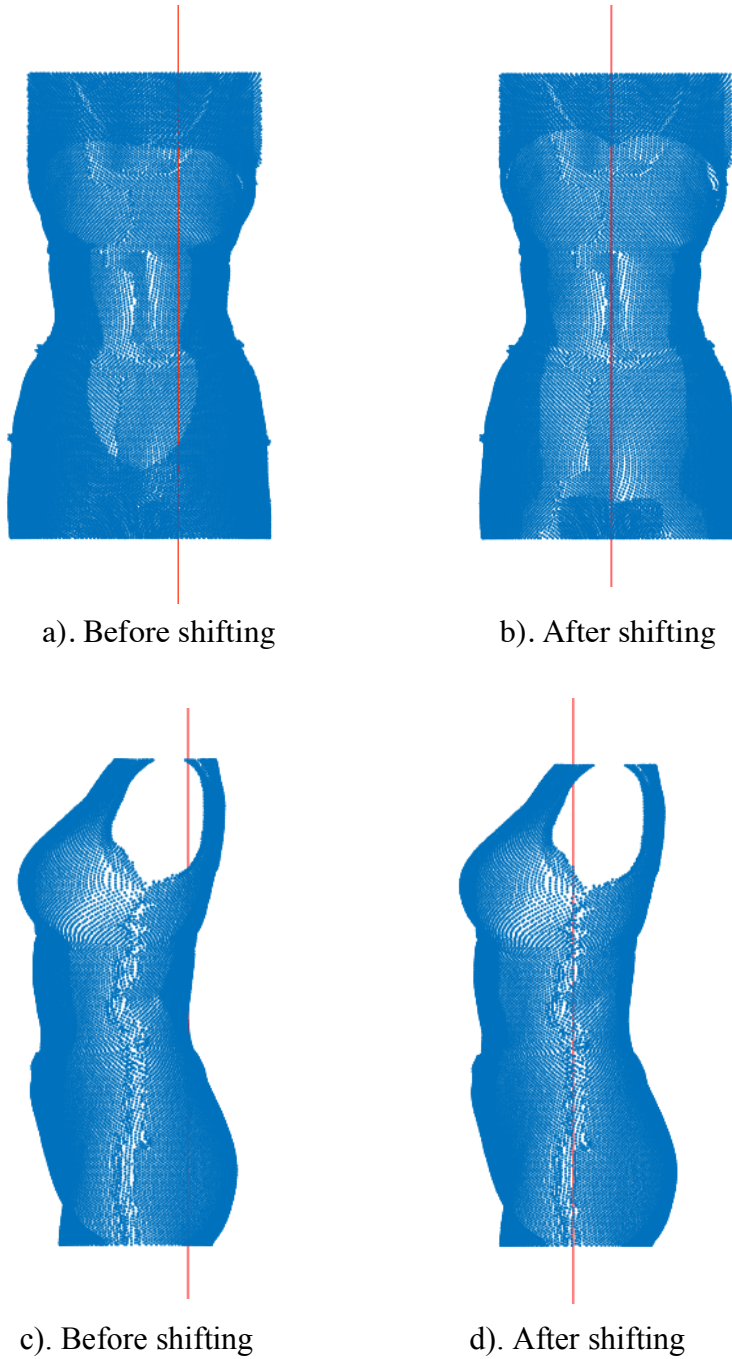 a). Before shifting
b). After shifting
c). Before shifting
d). After shifting